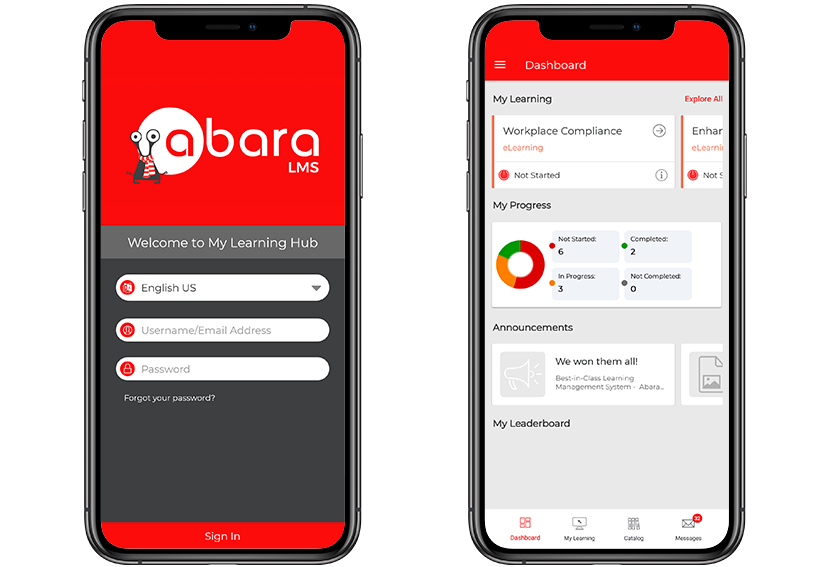 abara
LMS
Welcome to My Learning Hub
English US
Username/Email Address
Password
Forgot your password?
Sign In
Dashboard
My Learning
Explore All
Workplace Compliance
eLearning
Not Started
Enhar
eLearnin
Not S
My Progress
Not Started:
6
Completed:
2
In Progress:
3
Not Completed:
0
Announcements
We won them all!
Best-in-Class Learning
Management System - Abara...
My Leaderboard
Dashboard
My Learning
Catalog
Messages